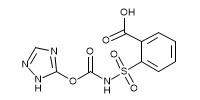 O OH
N N O O
N O N S
H H O O